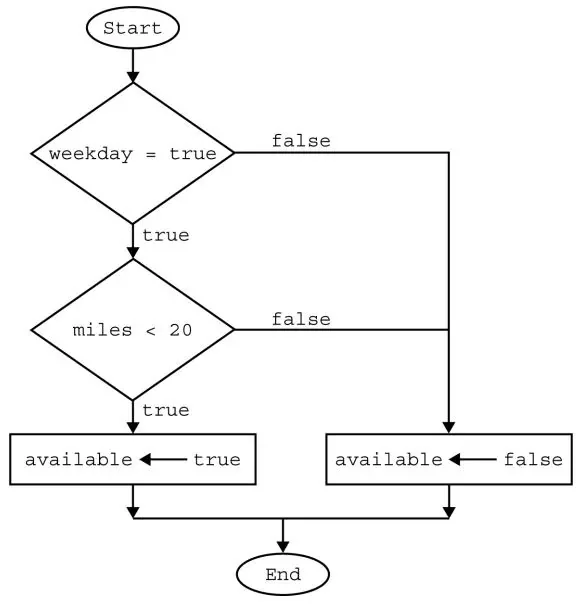 Start
weekday = true
false
true
miles < 20
false
true
available ← true
available ← false
End